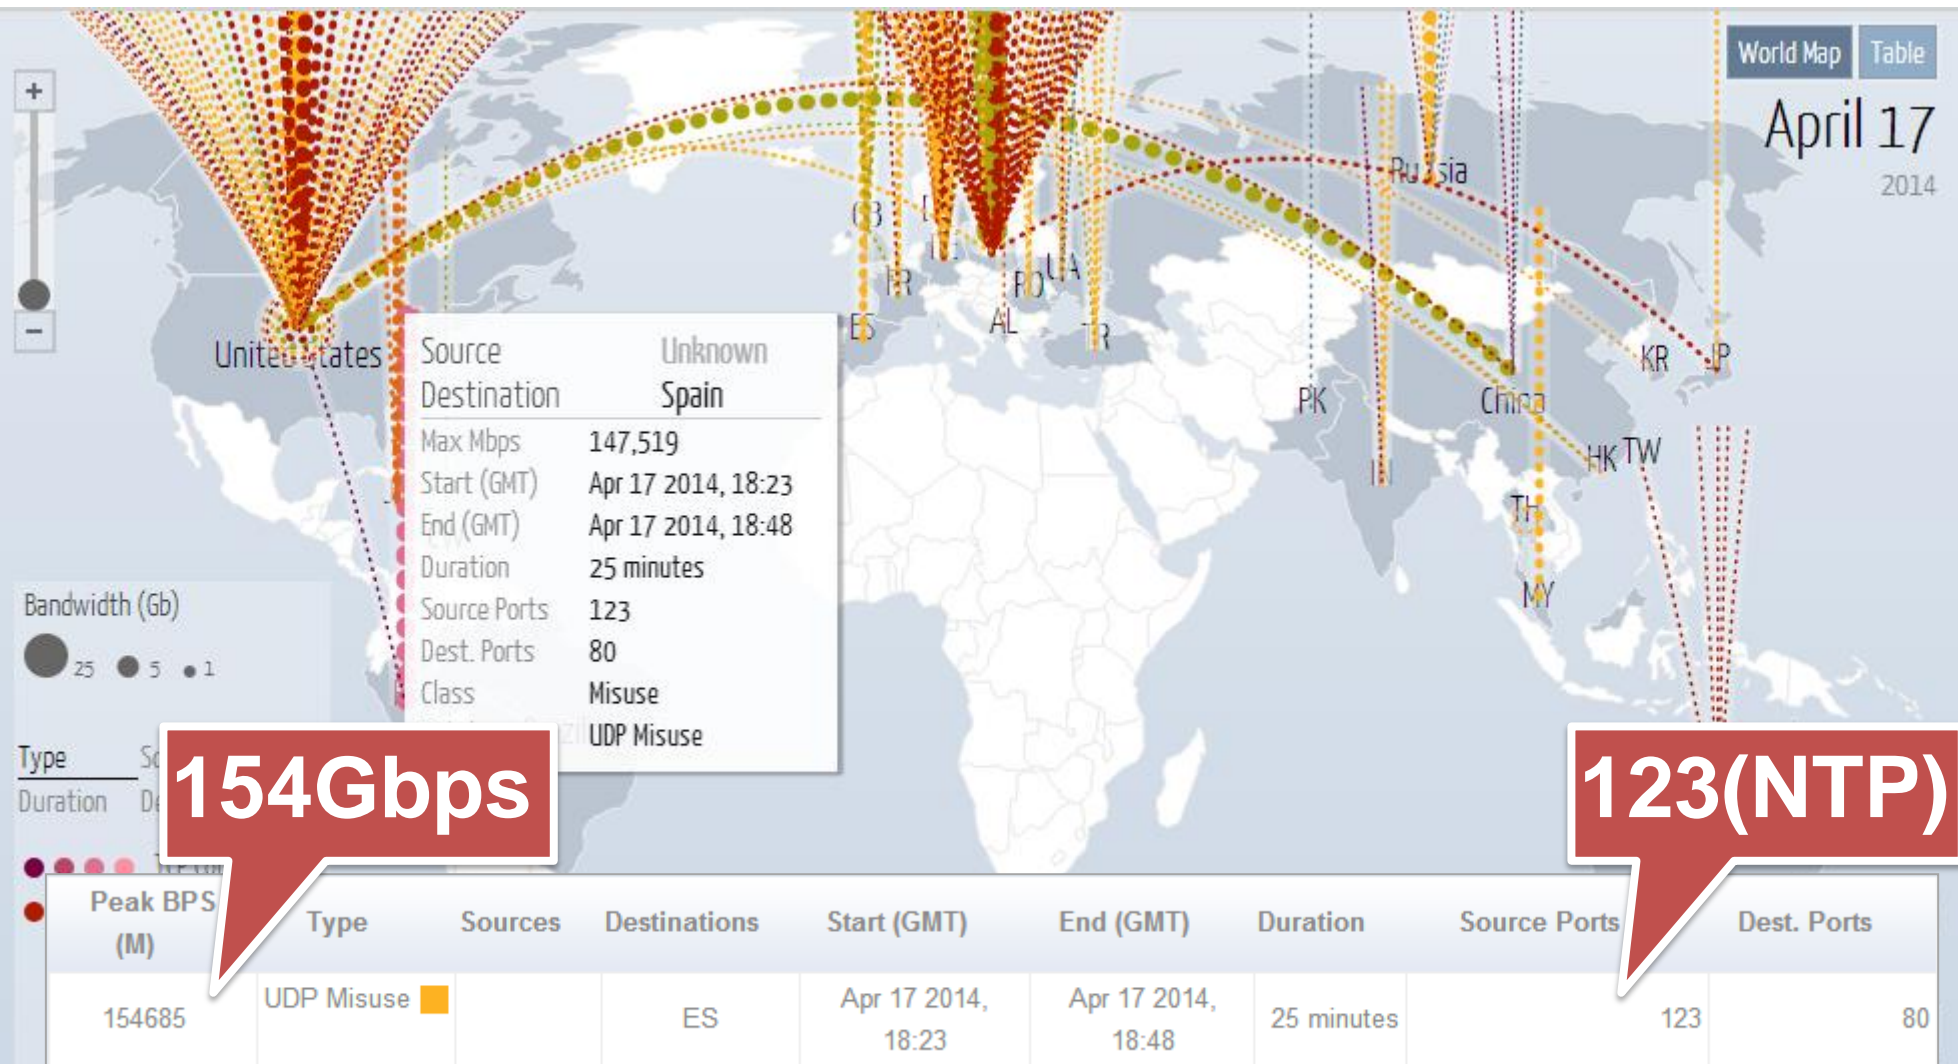 +
−
World Map Table
April 17
2014
Russia
GB
FR
RO UA
ES
AL
TR
United States
KR JP
PK
China
HK TW
IN
TH
MY
Source Unknown
Destination Spain
Max Mbps 147,519
Start (GMT) Apr 17 2014, 18:23
End (GMT) Apr 17 2014, 18:48
Duration 25 minutes
Source Ports 123
Dest. Ports 80
Class Misuse
UDP Misuse
Bandwidth (Gb)
25 5 1
Type
Duration
154Gbps
123(NTP)
Peak BPS (M) Type Sources Destinations Start (GMT) End (GMT) Duration Source Ports Dest. Ports
154685 UDP Misuse ES Apr 17 2014, 18:23 Apr 17 2014, 18:48 25 minutes 123 80